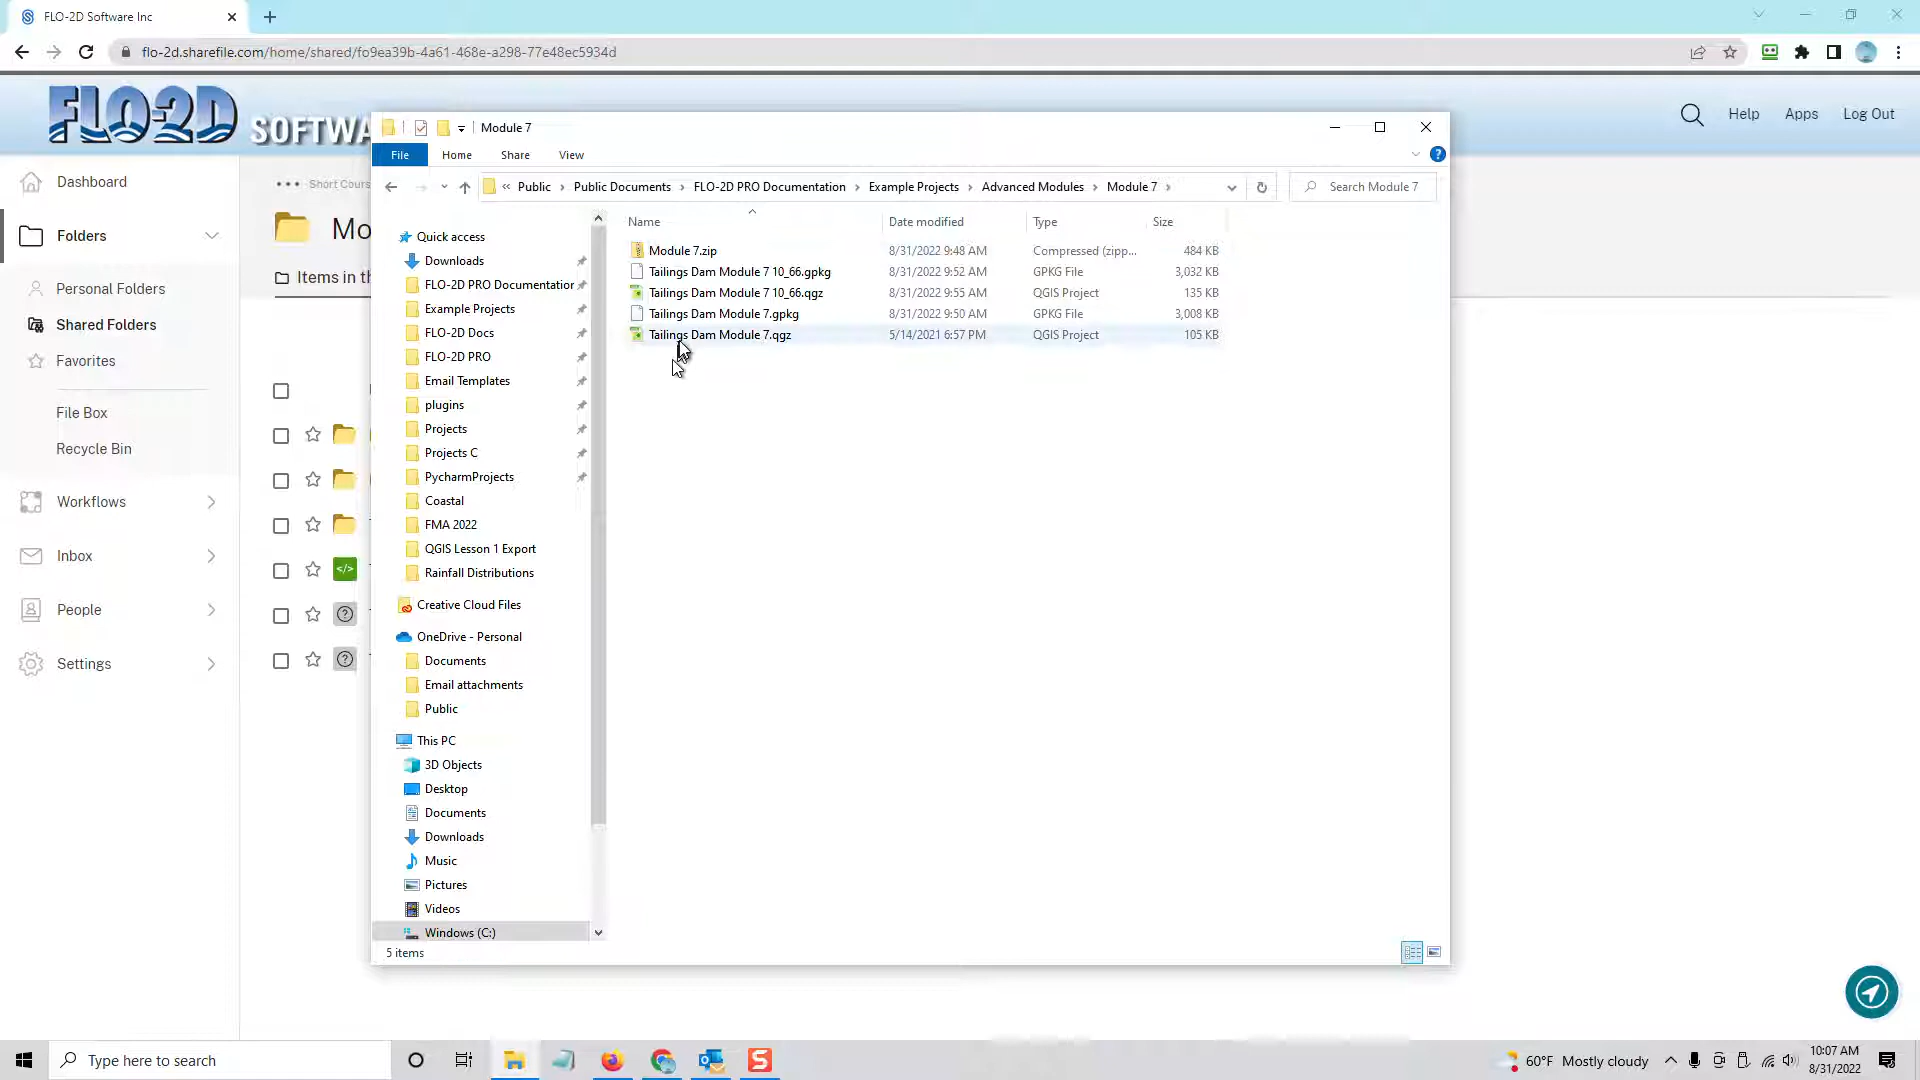 FLO-2D Software Inc
flo-2d.sharefile.com/home/shared/fo9ea39b-4a61-468e-a298-77e48ec5934d
FLO-2D SOFTWA
Help
Apps
Log Out
Module 7
File
Home
Share
View
Public
Public Documents
FLO-2D PRO Documentation
Example Projects
Advanced Modules
Module 7
Search Module 7
Dashboard
Folders
Personal Folders
Shared Folders
Favorites
File Box
Recycle Bin
Workflows
Inbox
People
Settings
Short Cours
Mo
Items in th
Quick access
Downloads
FLO-2D PRO Documentation
Example Projects
FLO-2D Docs
FLO-2D PRO
Email Templates
plugins
Projects
Projects C
PycharmProjects
Coastal
FMA 2022
QGIS Lesson 1 Export
Rainfall Distributions
Creative Cloud Files
OneDrive - Personal
Documents
Email attachments
Public
This PC
3D Objects
Desktop
Documents
Downloads
Music
Pictures
Videos
Windows (C:)
Name Date modified Type Size
Module 7.zip 8/31/2022 9:48 AM Compressed (zipp... 484 KB
Tailings Dam Module 7 10_66.gpkg 8/31/2022 9:52 AM GPKG File 3,032 KB
Tailings Dam Module 7 10_66.qgz 8/31/2022 9:55 AM QGIS Project 135 KB
Tailings Dam Module 7.gpkg 8/31/2022 9:50 AM GPKG File 3,008 KB
Tailings Dam Module 7.qgz 5/14/2021 6:57 PM QGIS Project 105 KB
5 items
Type here to search
60°F Mostly cloudy
10:07 AM
8/31/2022